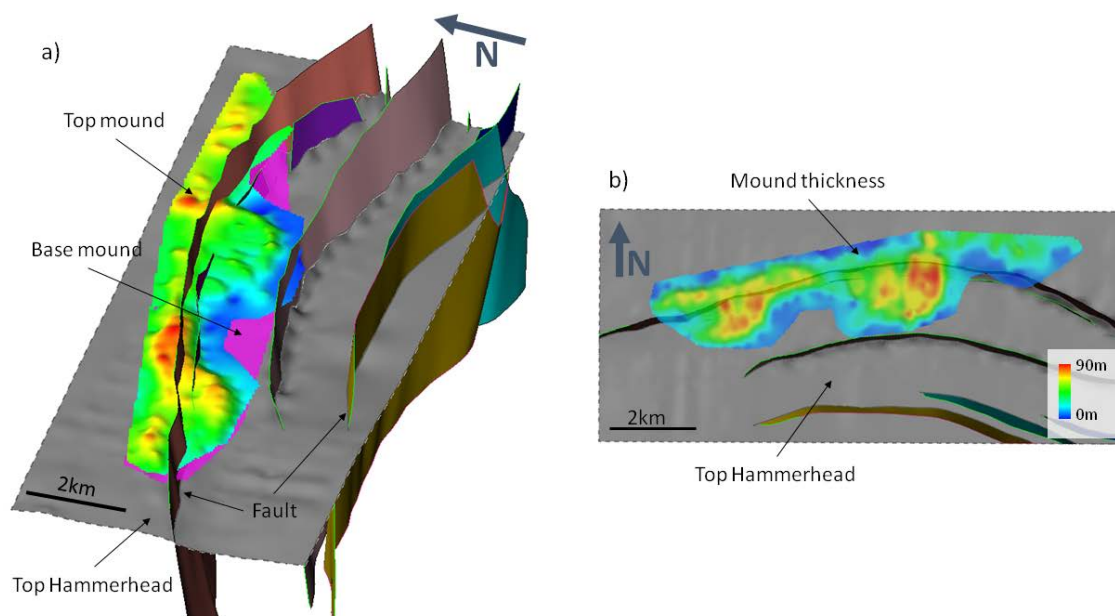 a)
N
Top mound
Base mound
2km
Fault
Top Hammerhead
b)
Mound thickness
N
90m
0m
2km
Top Hammerhead